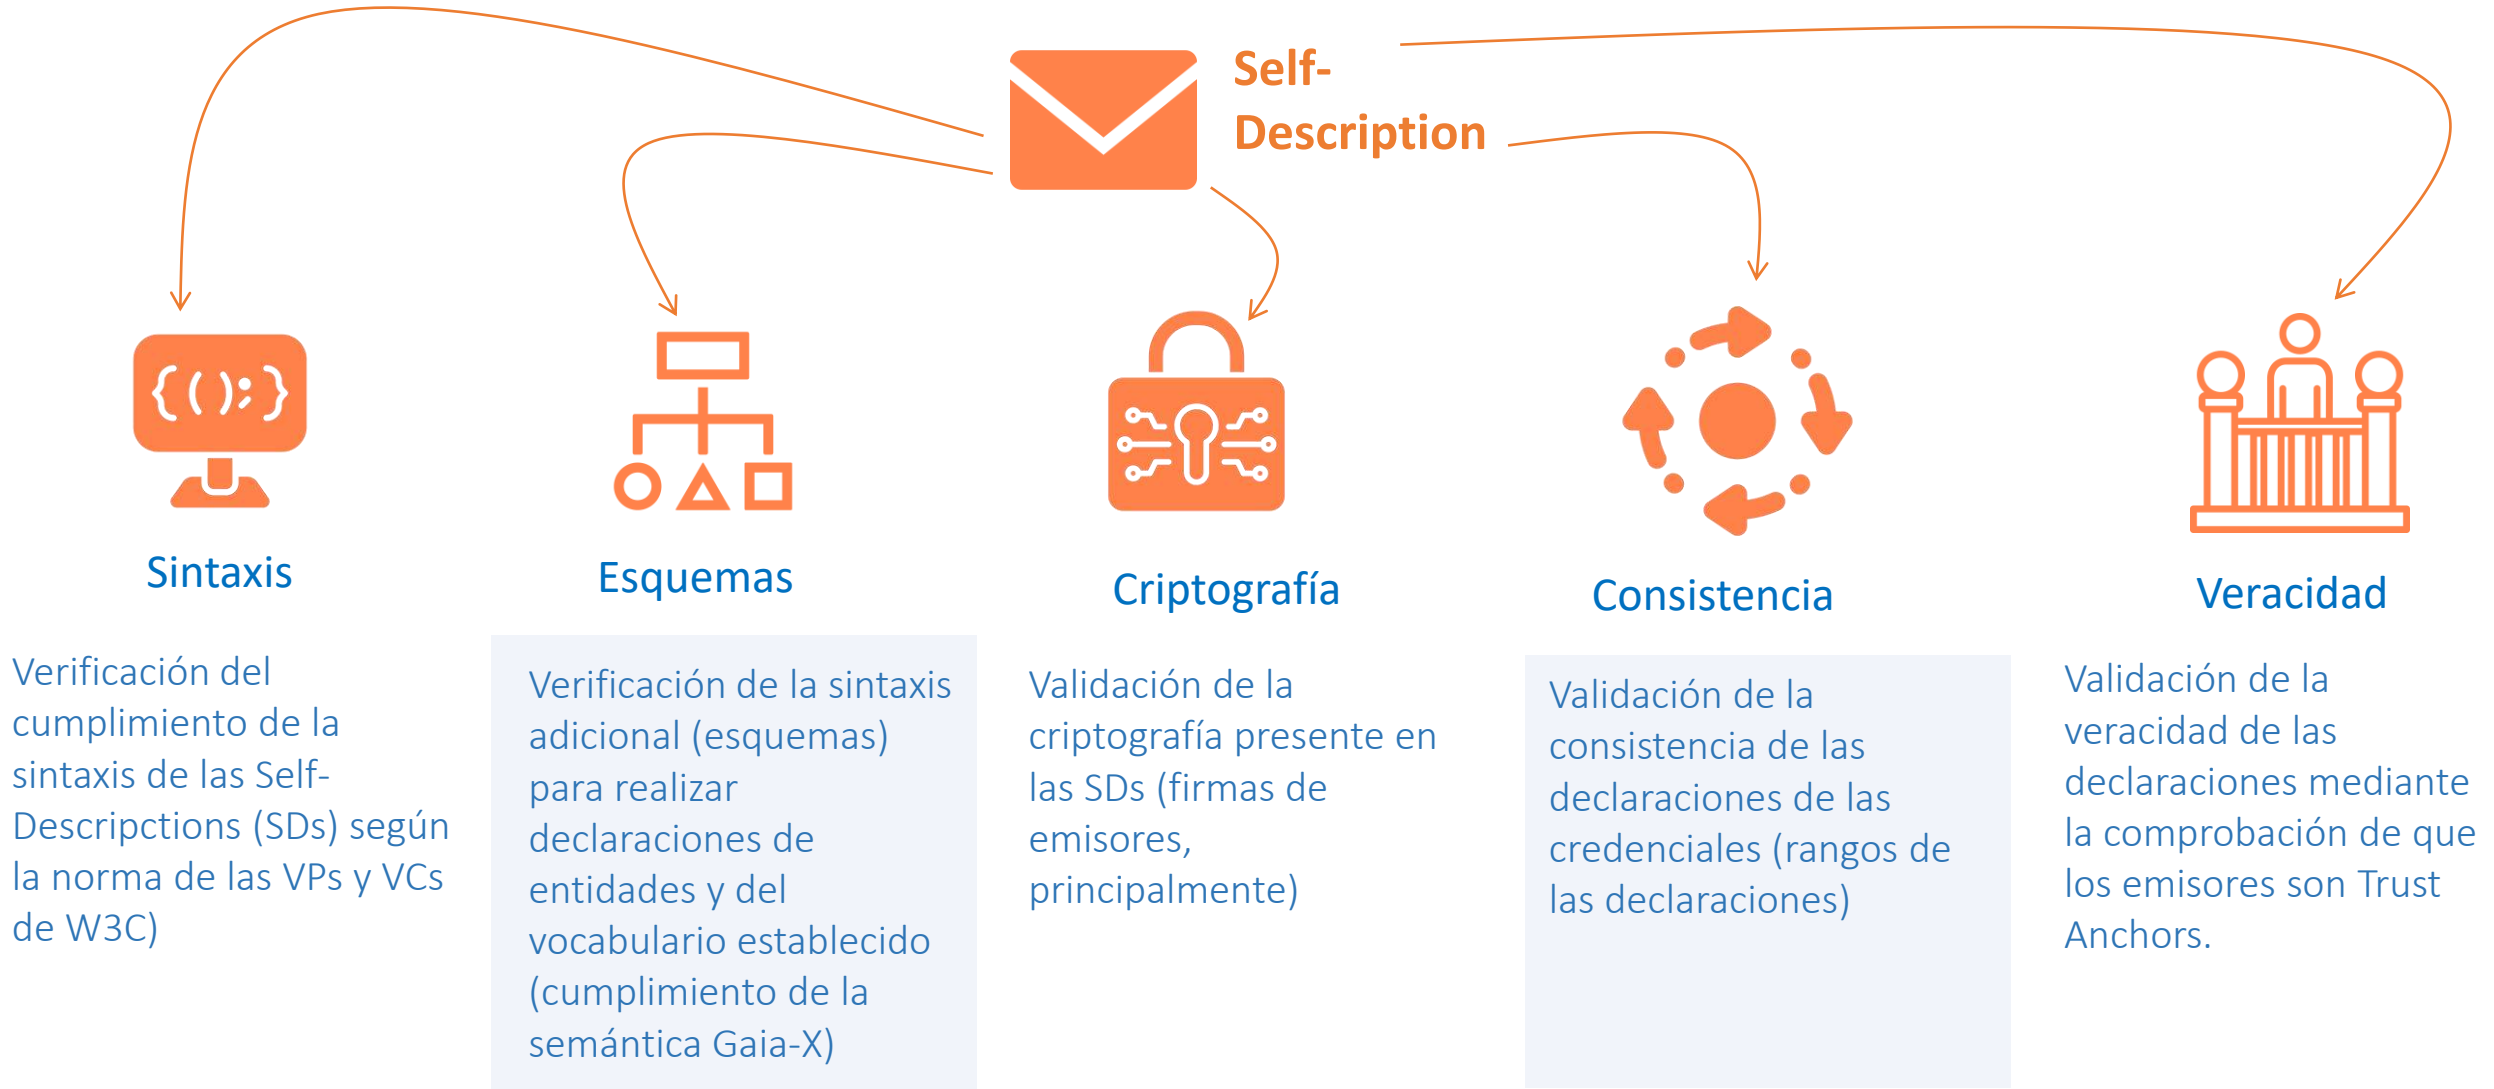 Self-
Description
Sintaxis
Verificación del
cumplimiento de la
sintaxis de las Self-
Descripctions (SDs) según
la norma de las VPs y VCs
de W3C)
Esquemas
Verificación de la sintaxis
adicional (esquemas)
para realizar
declaraciones de
entidades y del
vocabulario establecido
(cumplimiento de la
semántica Gaia-X)
Criptografía
Validación de la
criptografía presente en
las SDs (firmas de
emisores,
principalmente)
Consistencia
Validación de la
consistencia de las
declaraciones de las
credenciales (rangos de
las declaraciones)
Veracidad
Validación de la
veracidad de las
declaraciones mediante
la comprobación de que
los emisores son Trust
Anchors.